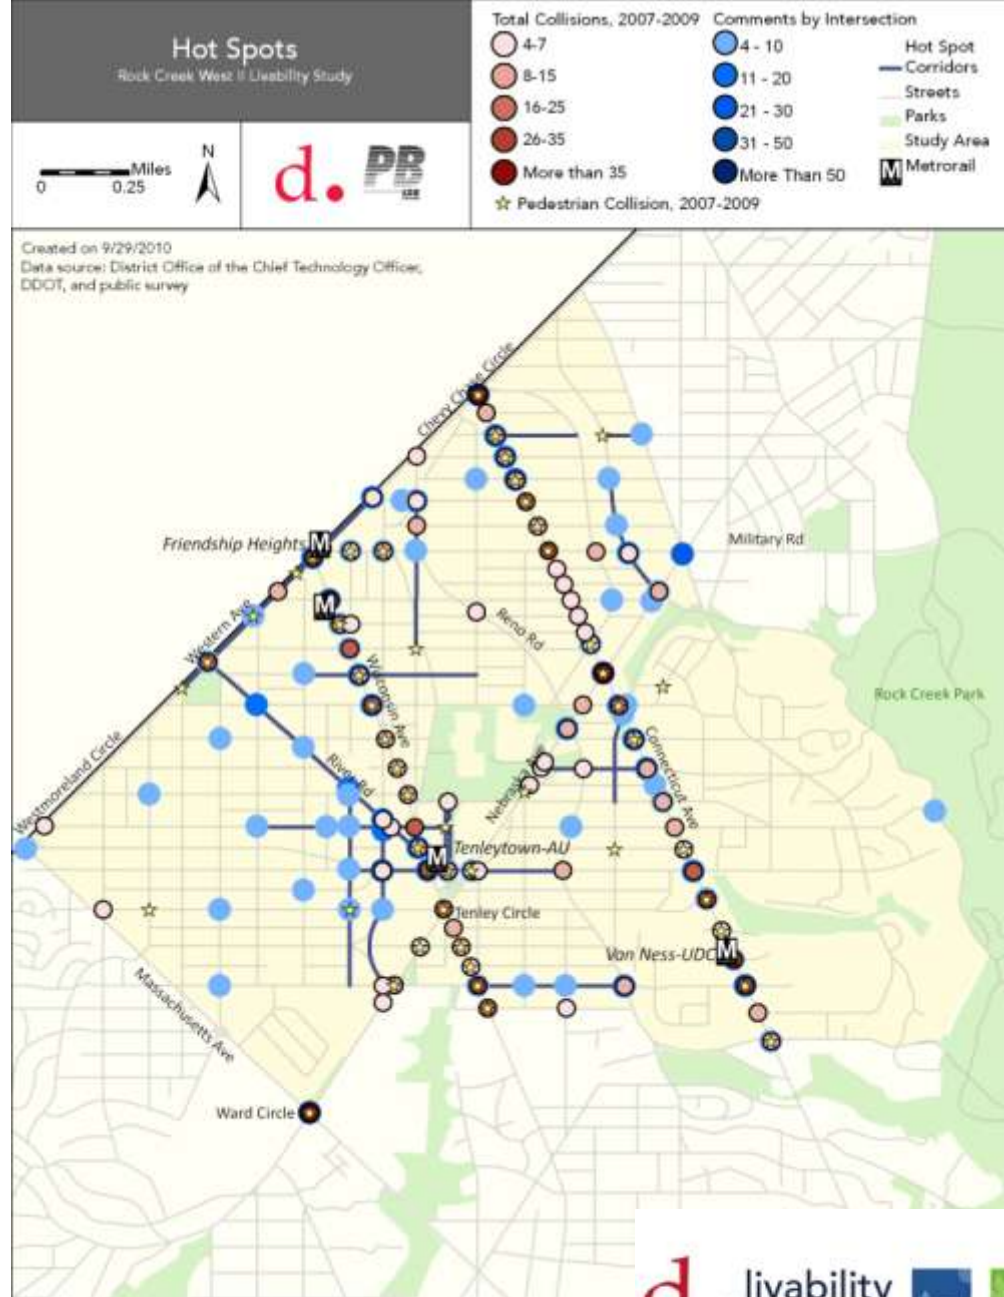 Hot Spots
Rock Creek West II Livability Study
Miles
0 0.25
N
d.
PB
Total Collisions, 2007-2009
4-7
8-15
16-25
26-35
More than 35
Pedestrian Collision, 2007-2009
Comments by Intersection
4 - 10
11 - 20
21 - 30
31 - 50
More Than 50
Hot Spot
Corridors
Streets
Parks
Study Area
M Metrorail
Created on 9/29/2010
Data source: District Office of the Chief Technology Officer,
DDOT, and public survey
Chevy Chase Circle
Friendship Heights
M
Military Rd
M
Western Ave
Reno Rd
Wisconsin Ave
Rock Creek Park
Westmoreland Circle
River Rd
Nebraska Ave
Connecticut Ave
Tenleytown-AU
M
Tenley Circle
Van Ness-UDC
M
Massachusetts Ave
Ward Circle
d.
livability